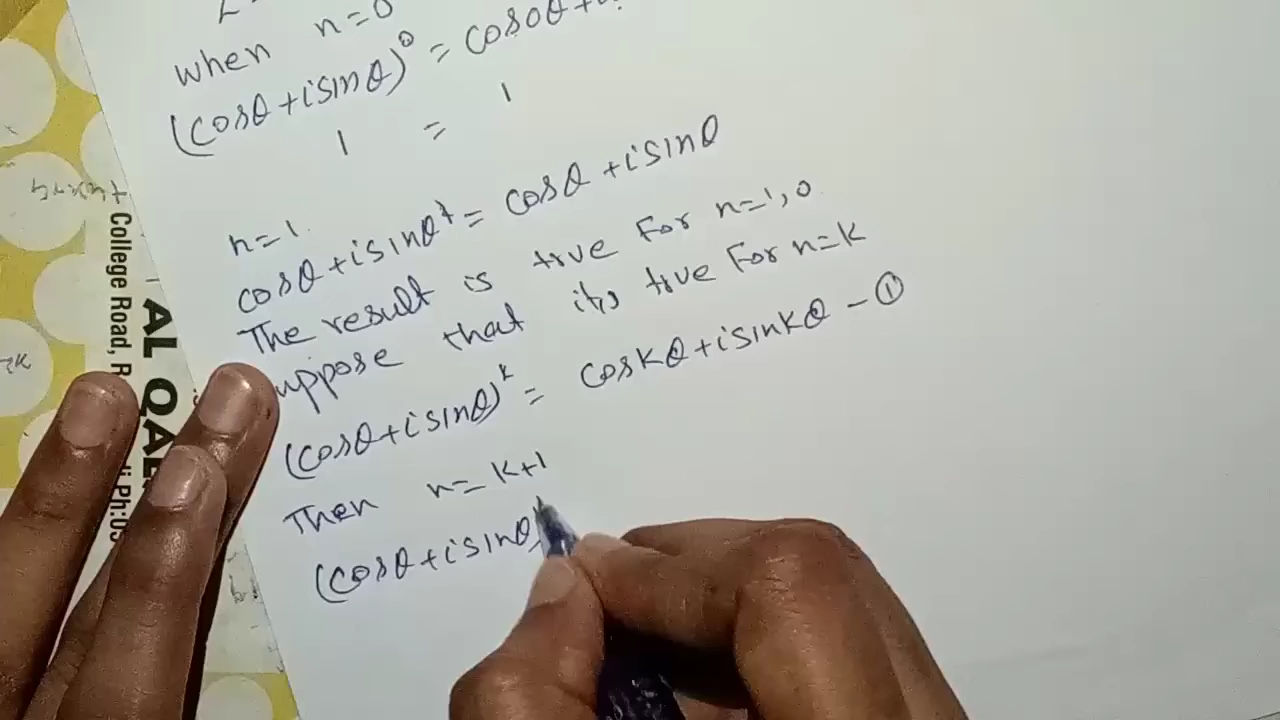 when n=0
(cosθ+isinθ)⁰ = cos0θ+
1 = 1
n=1.
cosθ+isinθ¹ = cosθ+isinθ
The result is true For n=1,0
uppose that it,s true For n=k
(cosθ+isinθ)ᵏ = coskθ+isinkθ - ①
Then n=k+1
(cosθ+isinθ)
College Road, R
AL QA